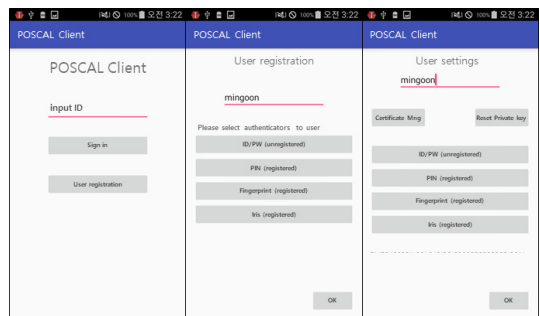 100% 오전 3:22
POSCAL Client
POSCAL Client
input ID
Sign in
User registration
100% 오전 3:22
POSCAL Client
User registration
mingoon
Please select authenticators to user
ID/PW (unregistered)
PIN (registered)
Fingerprint (registered)
Iris (registered)
OK
100% 오전 3:22
POSCAL Client
User settings
mingoon
Certificate Mng
Reset Private key
ID/PW (unregistered)
PIN (registered)
Fingerprint (registered)
Iris (registered)
OK